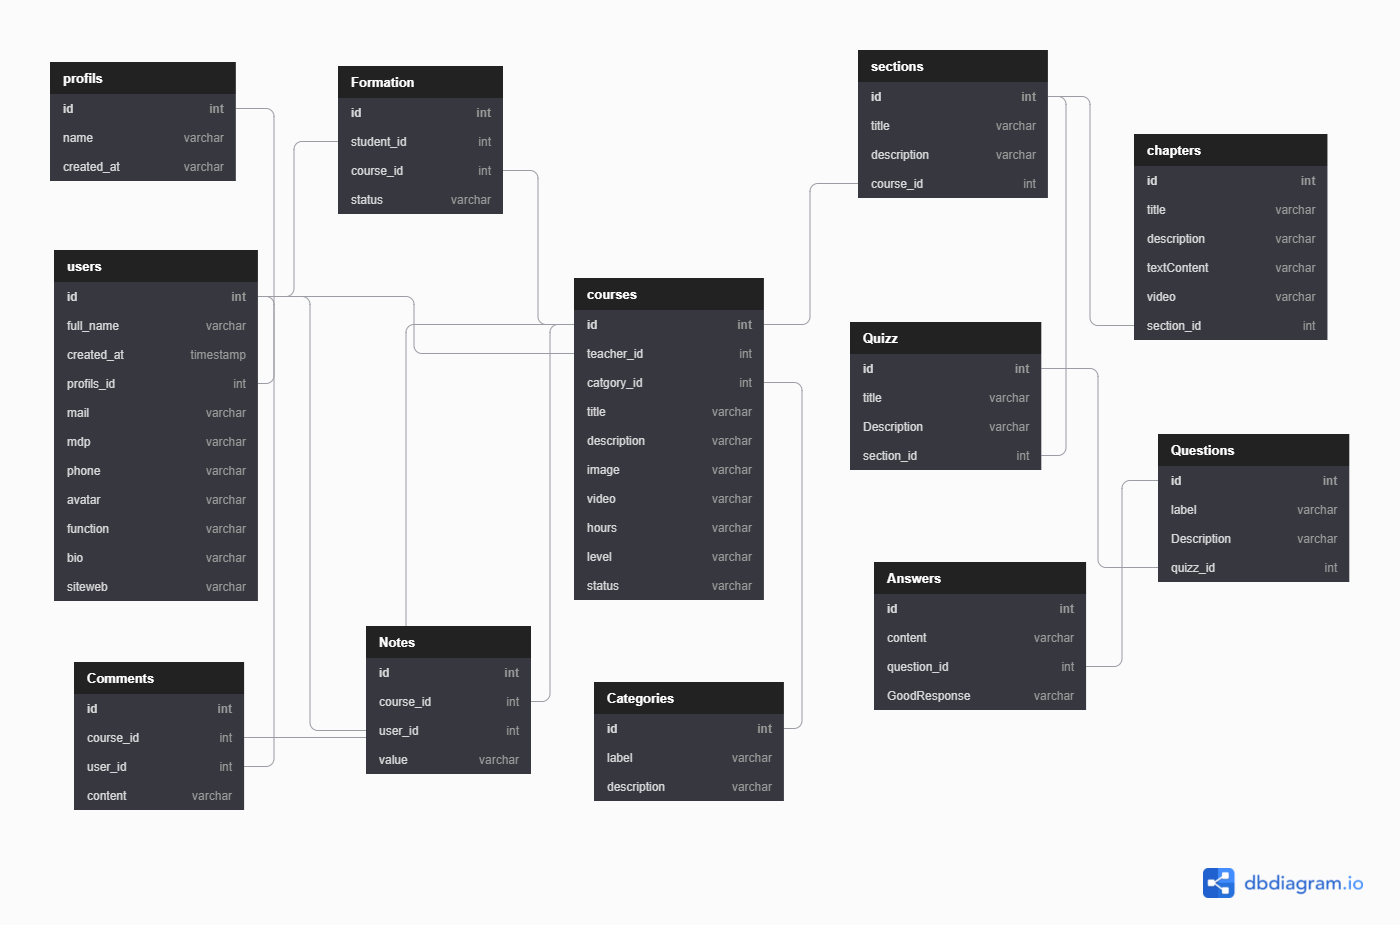 profils
id int
name varchar
created_at varchar
Formation
id int
student_id int
course_id int
status varchar
sections
id int
title varchar
description varchar
course_id int
chapters
id int
title varchar
description varchar
textContent varchar
video varchar
section_id int
users
id int
full_name varchar
created_at timestamp
profils_id int
mail varchar
mdp varchar
phone varchar
avatar varchar
function varchar
bio varchar
siteweb varchar
courses
id int
teacher_id int
catgory_id int
title varchar
description varchar
image varchar
video varchar
hours varchar
level varchar
status varchar
Quizz
id int
title varchar
Description varchar
section_id int
Questions
id int
label varchar
Description varchar
quizz_id int
Answers
id int
content varchar
question_id int
GoodResponse varchar
Notes
id int
course_id int
user_id int
value varchar
Comments
id int
course_id int
user_id int
content varchar
Categories
id int
label varchar
description varchar
dbdiagram.io